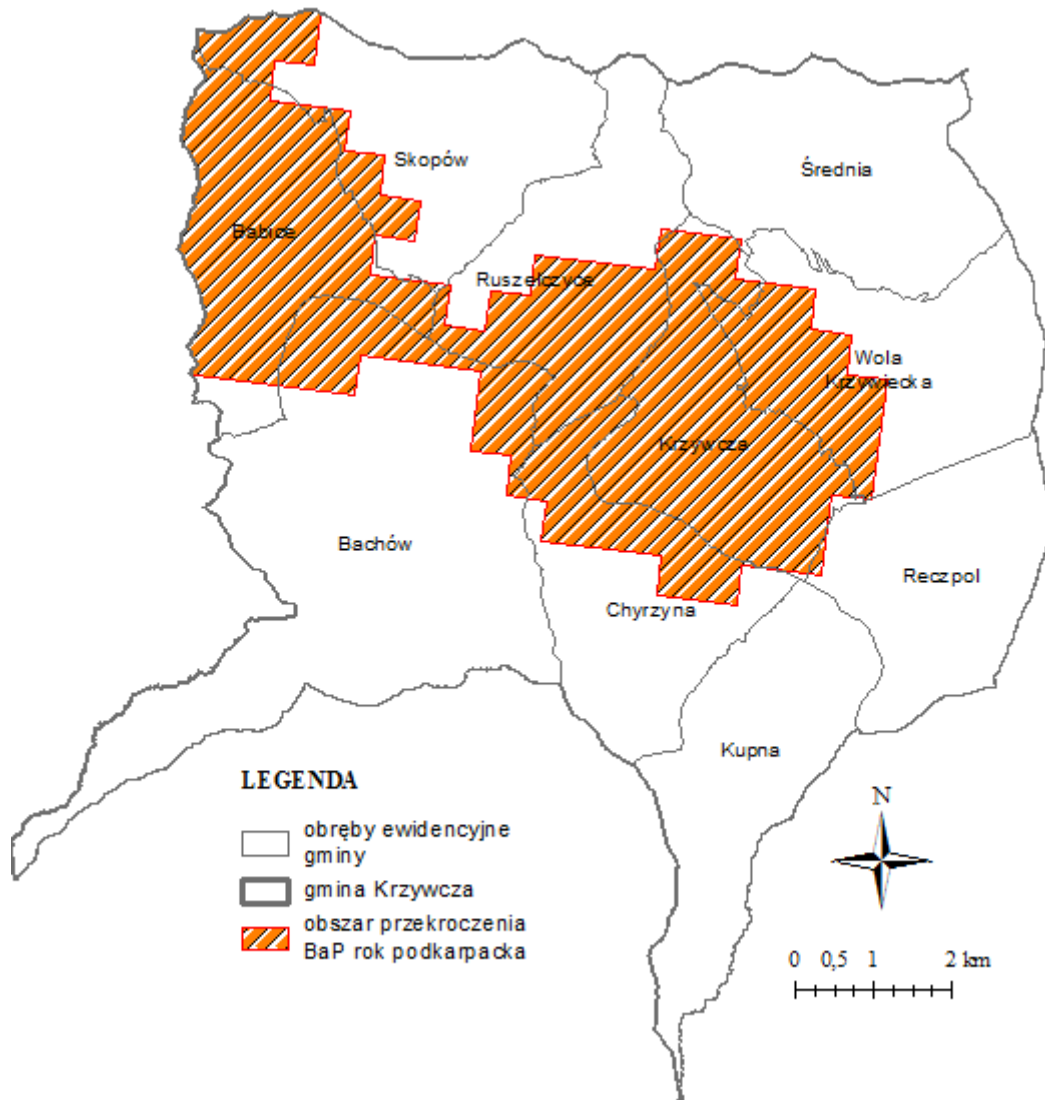 Skopów
Średnia
Babice
Ruszelczyce
Wola
Krzywiecka
Krzywcza
Bachów
Reczpol
Chyrzyna
Kupna
LEGENDA
obręby ewidencyjne
gminy
gmina Krzywcza
obszar przekroczenia
BaP rok podkarpacka
N
0 0,5 1 2 km